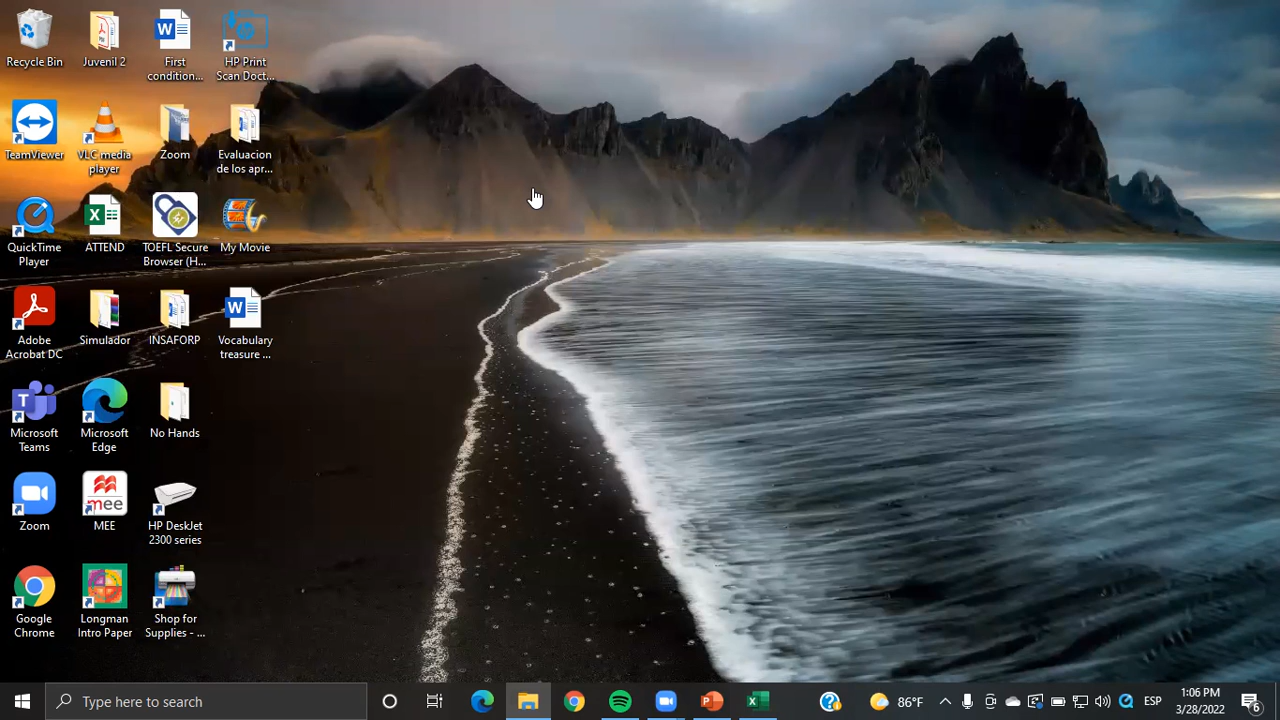 Recycle Bin
Juvenil 2
First
condition...
HP Print
Scan Doct...
TeamViewer
VLC media
player
Zoom
Evaluacion
de los apr...
QuickTime
Player
ATTEND
TOEFL Secure
Browser (H...
My Movie
Adobe
Acrobat DC
Simulador
INSAFORP
Vocabulary
treasure ...
Microsoft
Teams
Microsoft
Edge
No Hands
Zoom
mee
MEE
HP DeskJet
2300 series
Google
Chrome
Longman
Intro Paper
Shop for
Supplies - ...
Type here to search
86°F
ESP
1:06 PM
3/28/2022
6